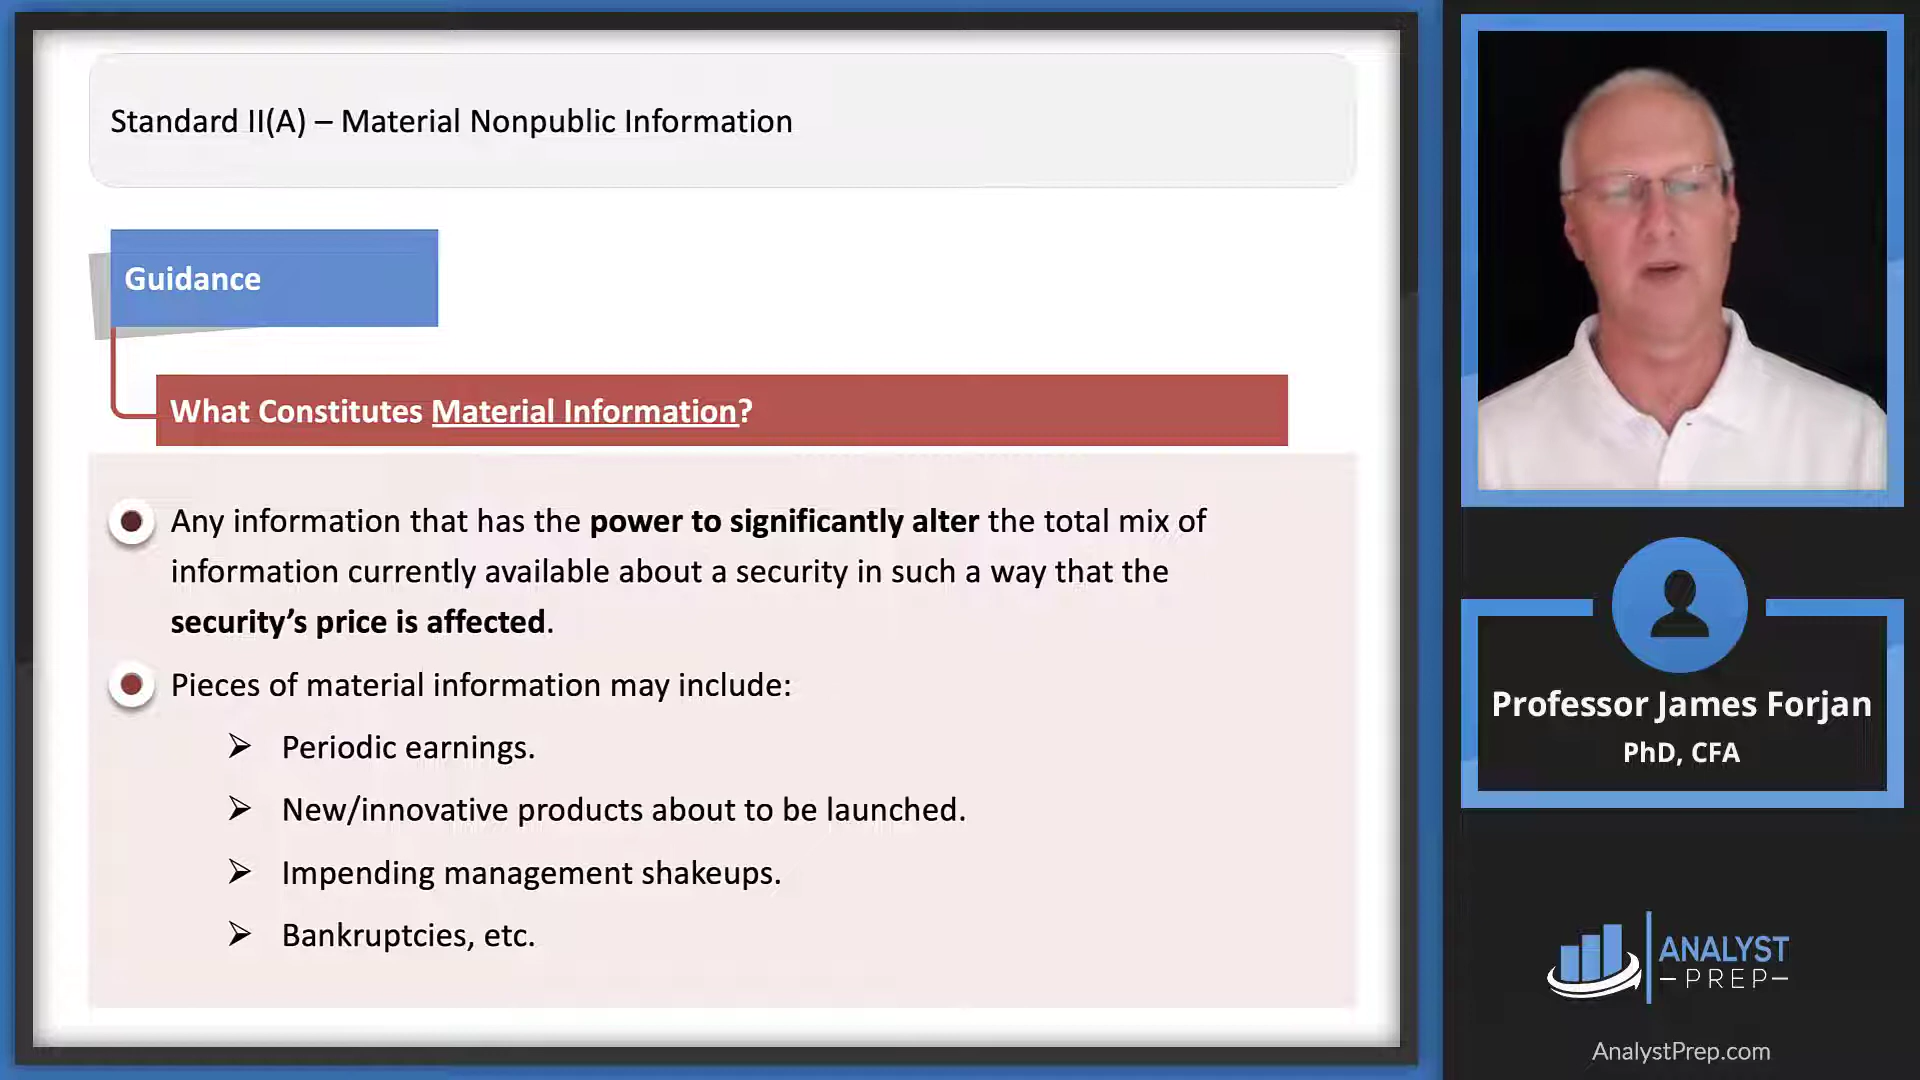 Standard II(A) – Material Nonpublic Information
Guidance
What Constitutes Material Information?
Any information that has the power to significantly alter the total mix of
information currently available about a security in such a way that the
security’s price is affected.
Pieces of material information may include:
Periodic earnings.
New/innovative products about to be launched.
Impending management shakeups.
Bankruptcies, etc.
Professor James Forjan
PhD, CFA
ANALYST
PREP
AnalystPrep.com